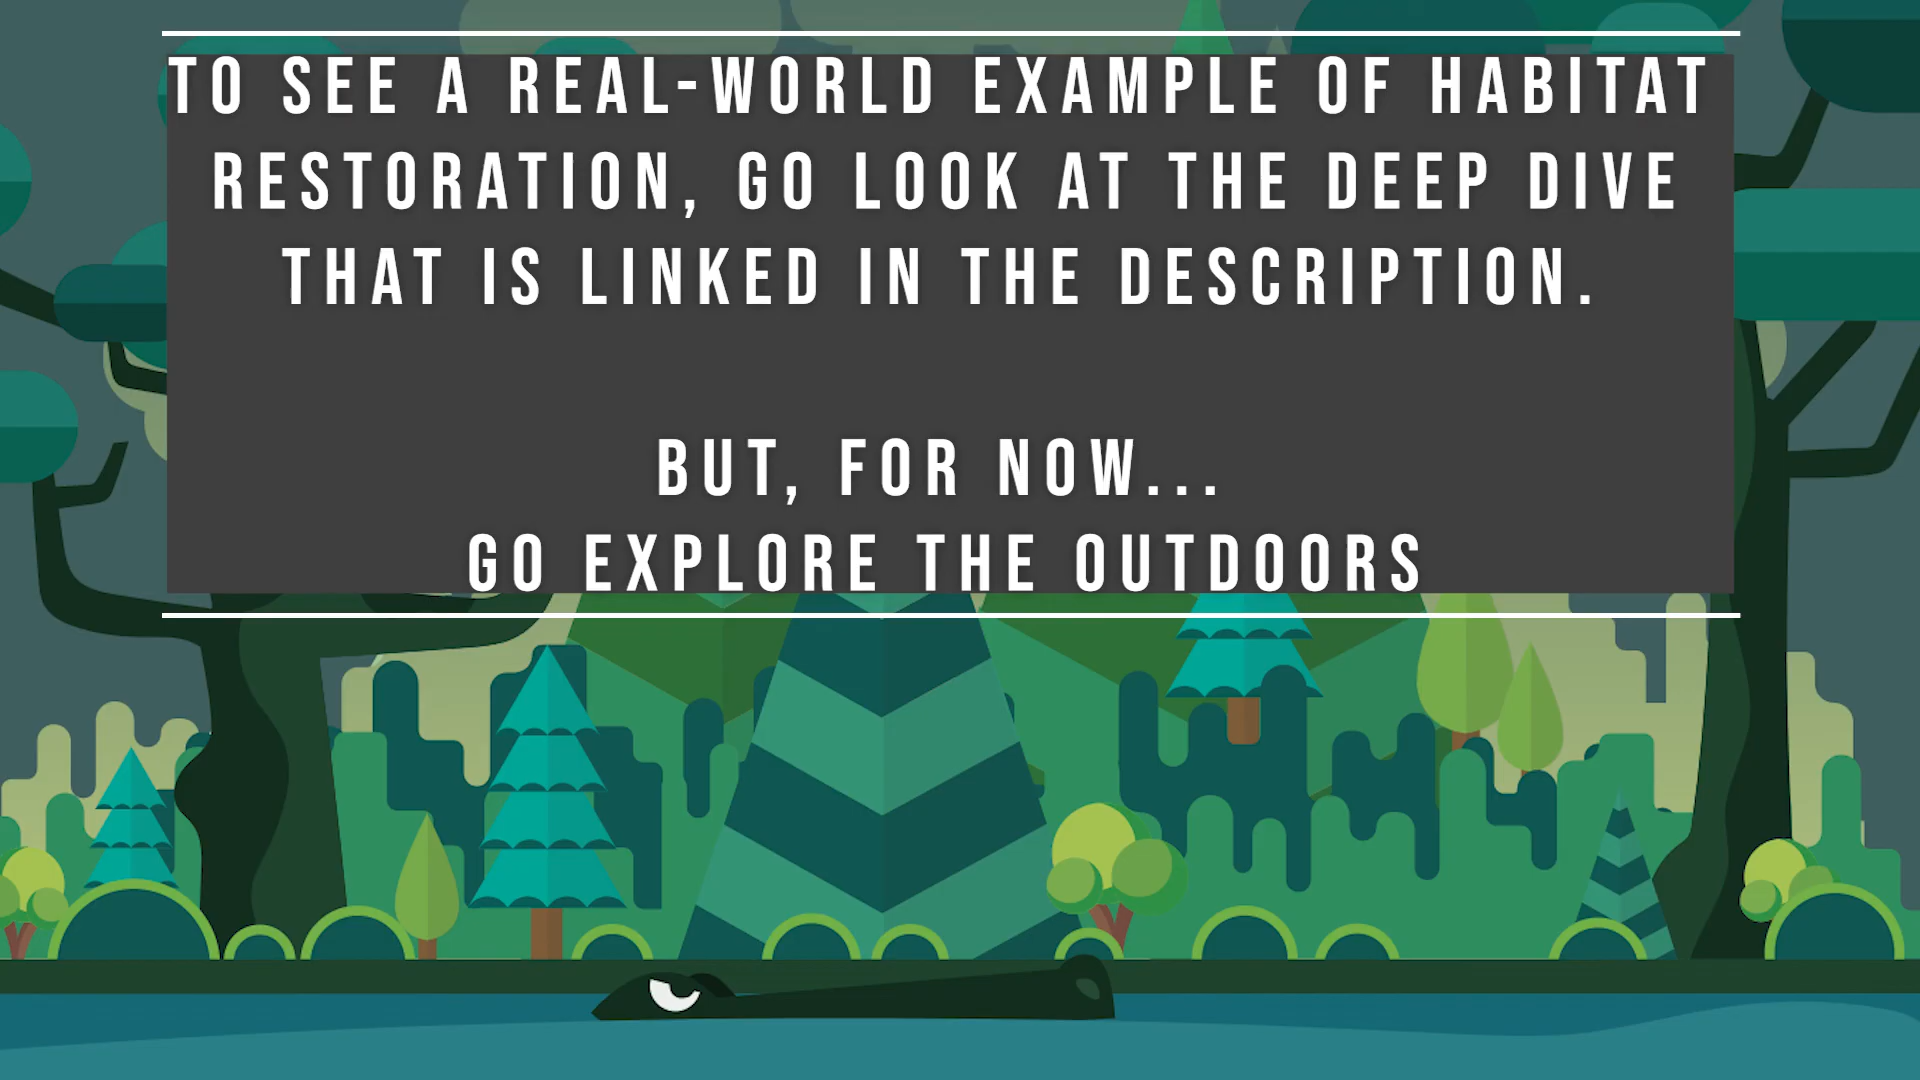 TO SEE A REAL-WORLD EXAMPLE OF HABITAT
RESTORATION, GO LOOK AT THE DEEP DIVE
THAT IS LINKED IN THE DESCRIPTION.
BUT, FOR NOW...
GO EXPLORE THE OUTDOORS